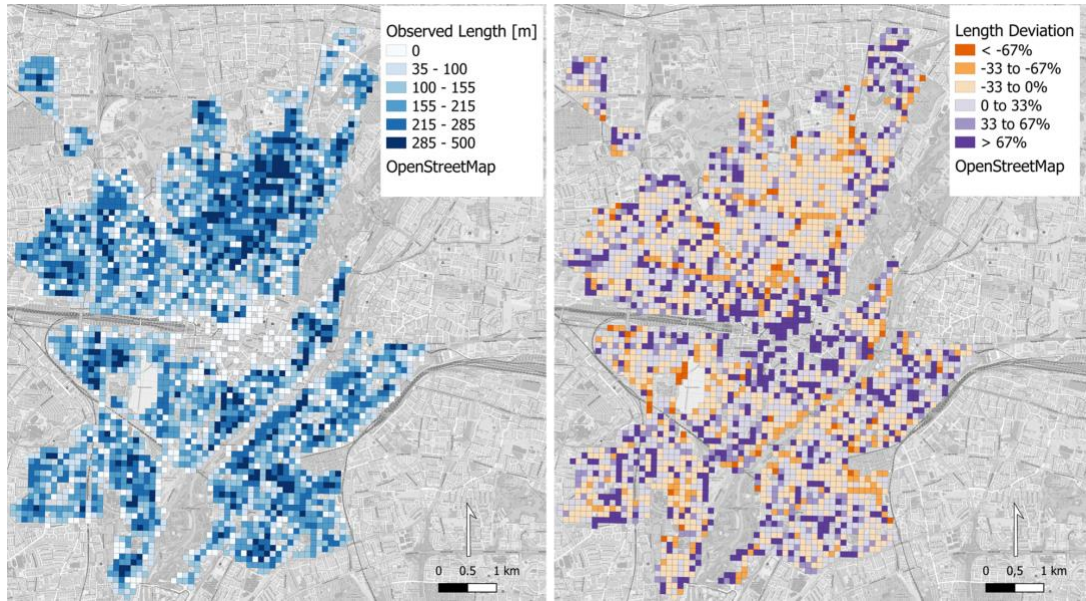 Observed Length [m]
0
35 - 100
100 - 155
155 - 215
215 - 285
285 - 500
OpenStreetMap
0 0.5 1 km
Length Deviation
< -67%
-33 to -67%
-33 to 0%
0 to 33%
33 to 67%
> 67%
OpenStreetMap
0 0,5 1 km